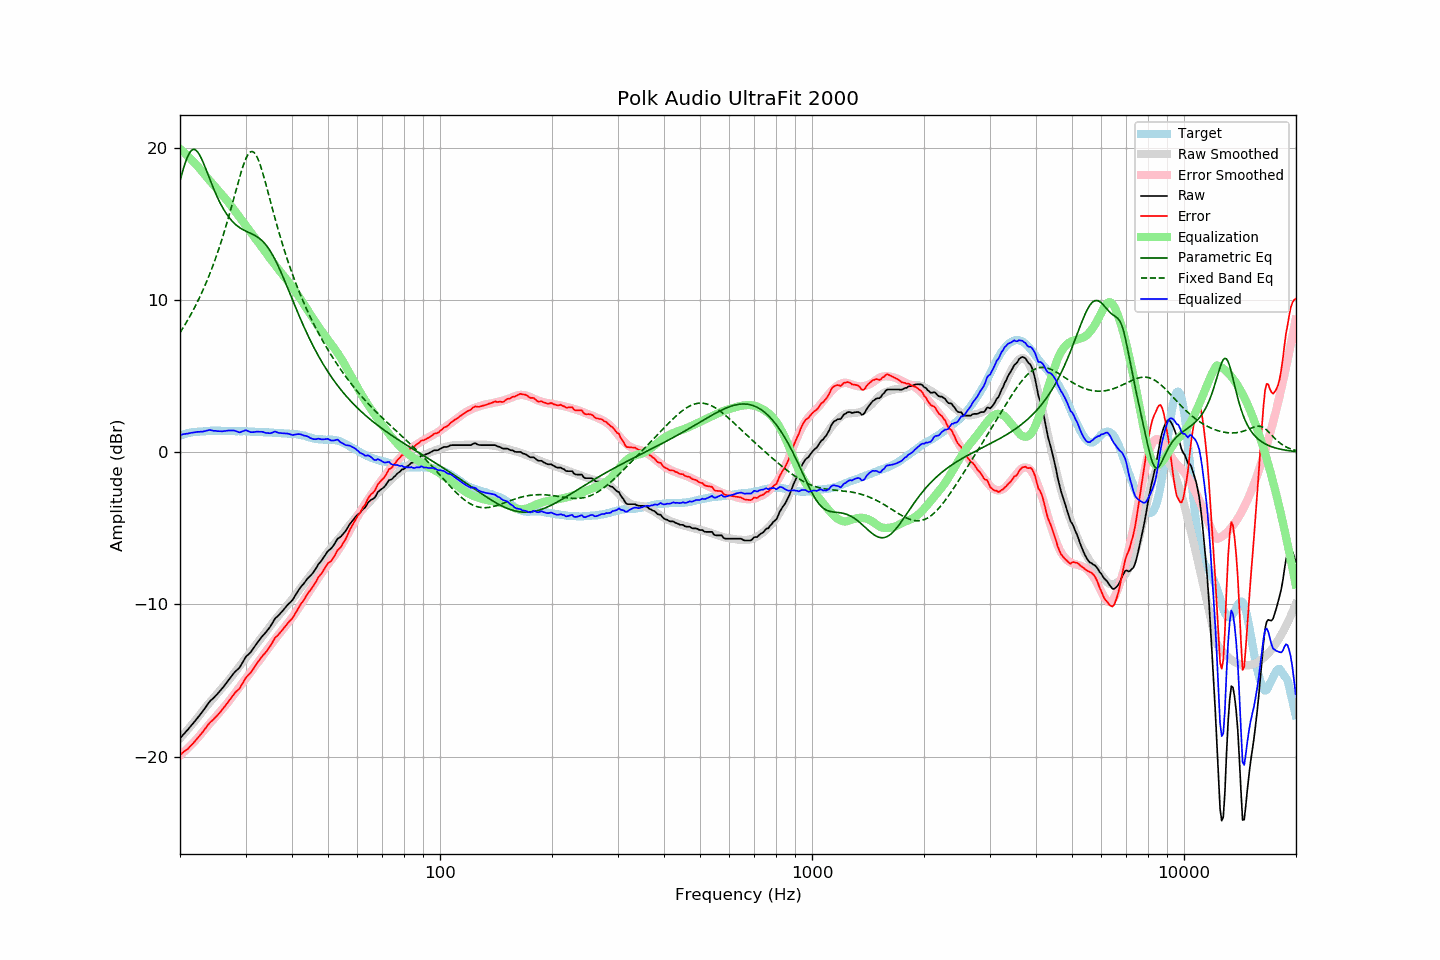 Polk Audio UltraFit 2000
Target
Raw Smoothed
Error Smoothed
Raw
Error
Equalization
Parametric Eq
Fixed Band Eq
Equalized
20
10
0
−10
−20
Amplitude (dBr)
100
1000
10000
Frequency (Hz)